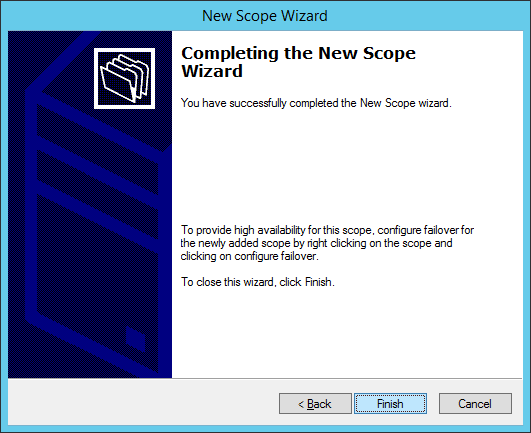 New Scope Wizard
Completing the New Scope
Wizard
You have successfully completed the New Scope wizard.
To provide high availability for this scope, configure failover for
the newly added scope by right clicking on the scope and
clicking on configure failover.
To close this wizard, click Finish.
< Back
Finish
Cancel